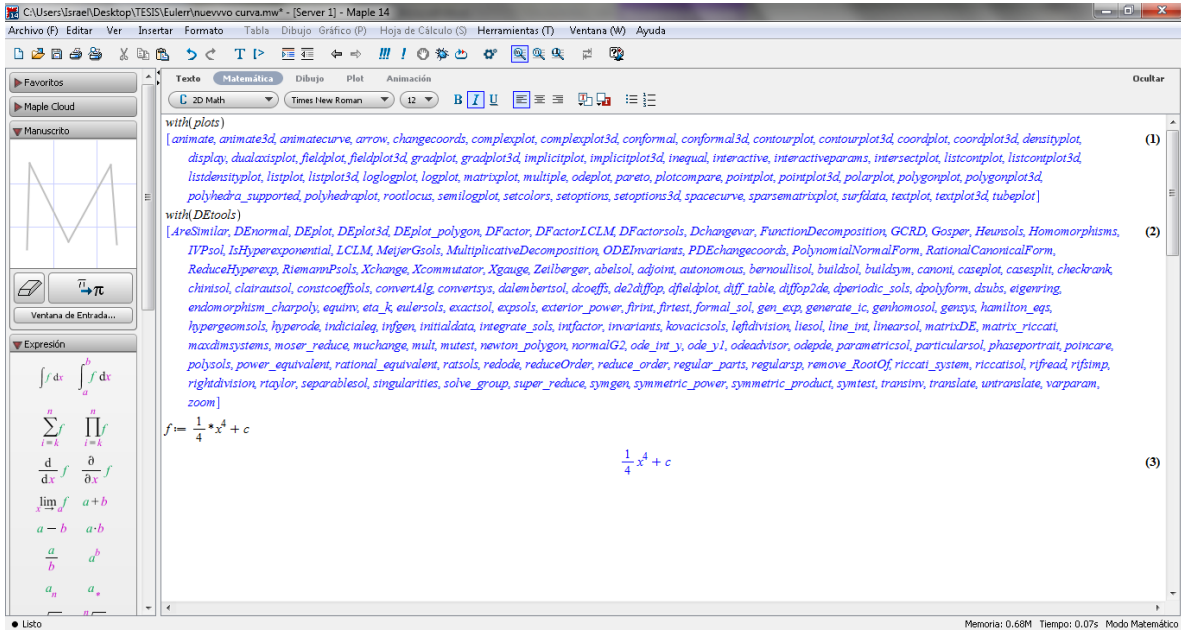 C:\Users\Israel\Desktop\TESIS\Eulerr\nuevvvo curva.mw* - [Server 1] - Maple 14
Archivo (F) Editar Ver Insertar Formato Tabla Dibujo Gráfico (P) Hoja de Cálculo (S) Herramientas (T) Ventana (W) Ayuda
Favoritos
Maple Cloud
Manuscrito
Ventana de Entrada...
Expresión
∫ f dx ∫_a^b f dx
∑_{i=k}^n f ∏_{i=k}^n f
d/dx f ∂/∂x f
lim_{x→a} f a + b
a − b a·b
a/b a^b
a_n a_*
Texto Matemática Dibujo Plot Animación Ocultar
C 2D Math Times New Roman 12 B I U
with(plots)
[animate, animate3d, animatecurve, arrow, changecoords, complexplot, complexplot3d, conformal, conformal3d, contourplot, contourplot3d, coordplot, coordplot3d, densityplot, (1)
display, dualaxisplot, fieldplot, fieldplot3d, gradplot, gradplot3d, implicitplot, implicitplot3d, inequal, interactive, interactiveparams, intersectplot, listcontplot, listcontplot3d,
listdensityplot, listplot, listplot3d, loglogplot, logplot, matrixplot, multiple, odeplot, pareto, plotcompare, pointplot, pointplot3d, polarplot, polygonplot, polygonplot3d,
polyhedra_supported, polyhedraplot, rootlocus, semilogplot, setcolors, setoptions, setoptions3d, spacecurve, sparsematrixplot, surfdata, textplot, textplot3d, tubeplot]
with(DEtools)
[AreSimilar, DEnormal, DEplot, DEplot3d, DEplot_polygon, DFactor, DFactorLCLM, DFactorsols, Dchangevar, FunctionDecomposition, GCRD, Gosper, Heunsols, Homomorphisms, (2)
IVPsol, IsHyperexponential, LCLM, MeijerGsols, MultiplicativeDecomposition, ODEInvariants, PDEchangecoords, PolynomialNormalForm, RationalCanonicalForm,
ReduceHyperexp, RiemannPsols, Xchange, Xcommutator, Xgauge, Zeilberger, abelsol, adjoint, autonomous, bernoullisol, buildsol, buildsym, canoni, caseplot, casesplit, checkrank,
chinisol, clairautsol, constcoeffsols, convertAlg, convertsys, dalembertsol, dcoeffs, de2diffop, dfieldplot, diff_table, diffop2de, dperiodic_sols, dpolyform, dsubs, eigenring,
endomorphism_charpoly, equinv, eta_k, eulersols, exactsol, expsols, exterior_power, firint, firtest, formal_sol, gen_exp, generate_ic, genhomosol, gensys, hamilton_eqs,
hypergeomsols, hyperode, indicialeq, infgen, initialdata, integrate_sols, intfactor, invariants, kovacicsols, leftdivision, liesol, line_int, linearsol, matrixDE, matrix_riccati,
maxdimsystems, moser_reduce, muchange, mult, mutest, newton_polygon, normalG2, ode_int_y, ode_y1, odeadvisor, odepde, parametricsol, particularsol, phaseportrait, poincare,
polysols, power_equivalent, rational_equivalent, ratsols, redode, reduceOrder, reduce_order, regular_parts, regularsp, remove_RootOf, riccati_system, riccatisol, rifread, rifsimp,
rightdivision, rtaylor, separablesol, singularities, solve_group, super_reduce, symgen, symmetric_power, symmetric_product, symtest, transinv, translate, untranslate, varparam,
zoom]
f := 1/4 * x^4 + c
1/4 x^4 + c (3)
Listo Memoria: 0.68M Tiempo: 0.07s Modo Matemático